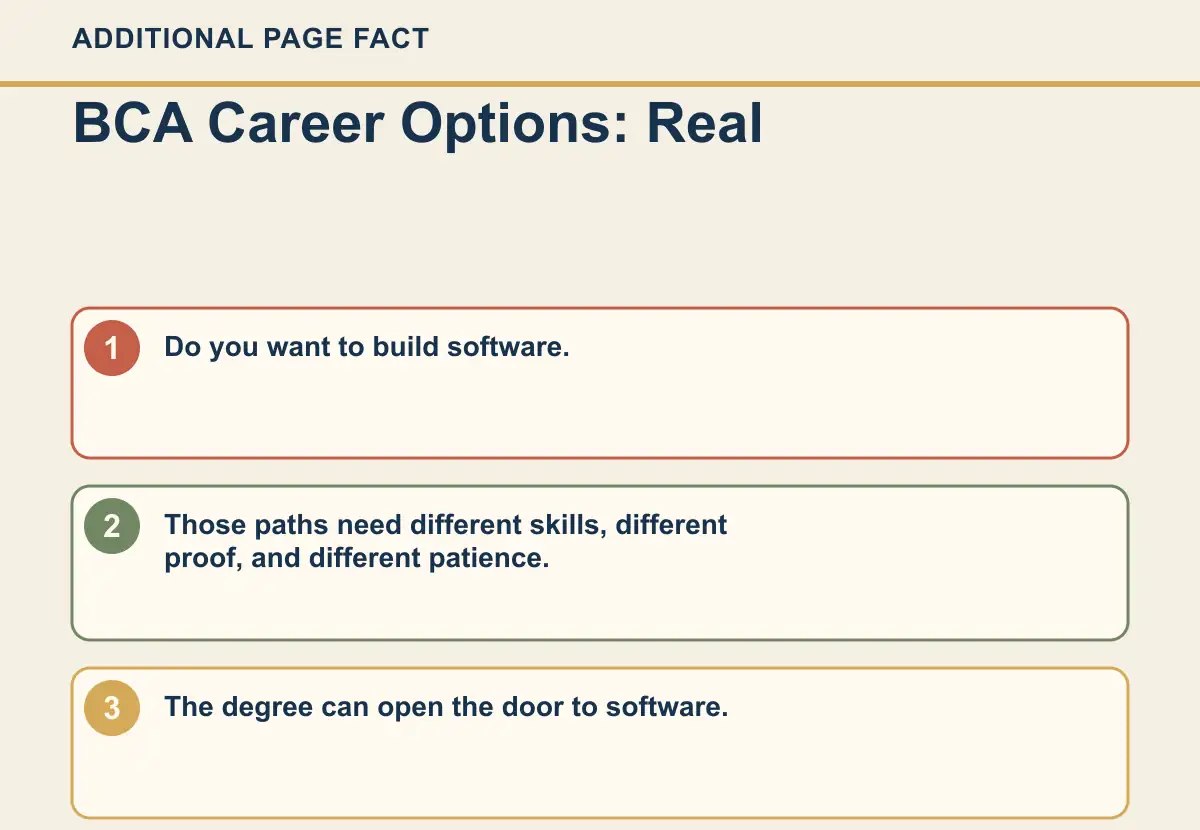 ADDITIONAL PAGE FACT
BCA Career Options: Real
1
Do you want to build software.
2
Those paths need different skills, different
proof, and different patience.
3
The degree can open the door to software.